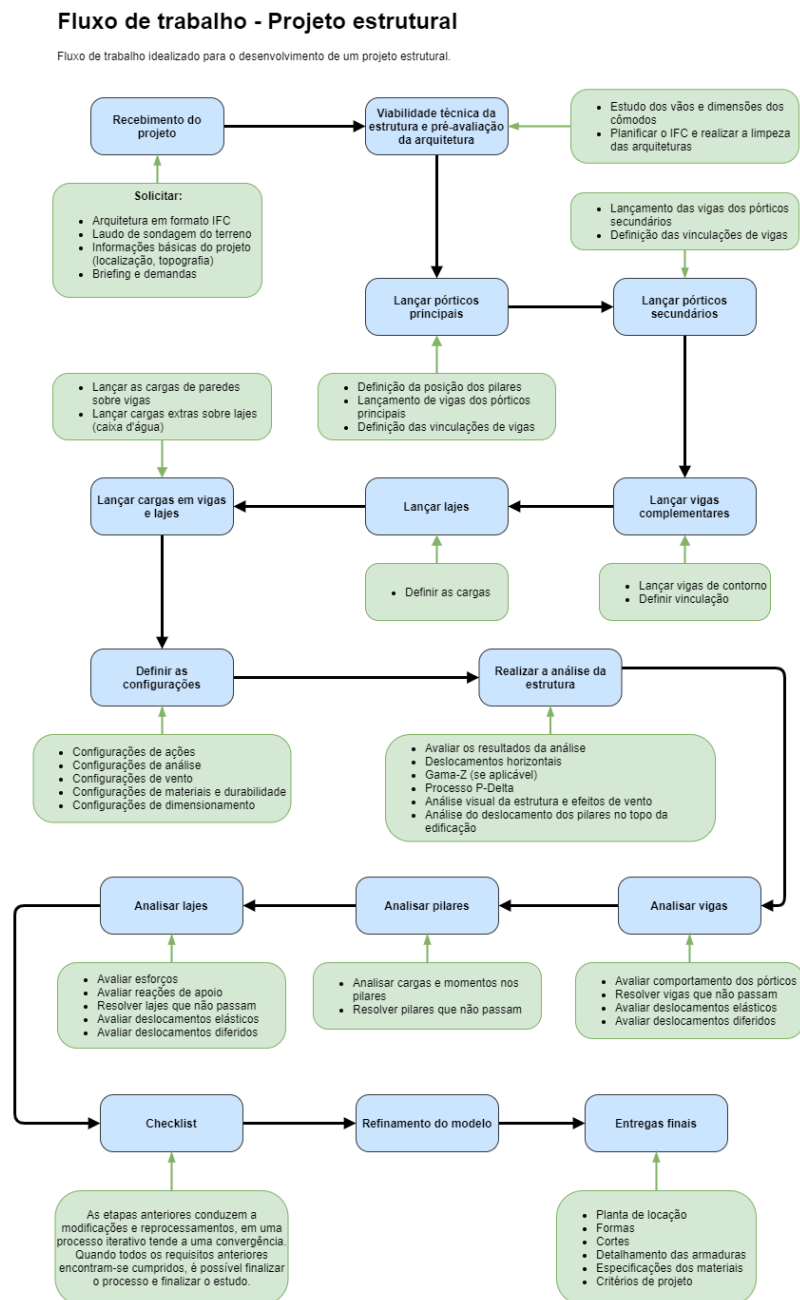 Fluxo de trabalho - Projeto estrutural
Fluxo de trabalho idealizado para o desenvolvimento de um projeto estrutural.
Recebimento do
projeto
Viabilidade técnica da
estrutura e pré-avaliação
da arquitetura
• Estudo dos vãos e dimensões dos
cômodos
• Planificar o IFC e realizar a limpeza
das arquiteturas
Solicitar:
• Arquitetura em formato IFC
• Laudo de sondagem do terreno
• Informações básicas do projeto
(localização, topografia)
• Briefing e demandas
• Lançamento das vigas dos pórticos
secundários
• Definição das vinculações de vigas
Lançar pórticos
principais
Lançar pórticos
secundários
• Definição da posição dos pilares
• Lançamento de vigas dos pórticos
principais
• Definição das vinculações de vigas
• Lançar as cargas de paredes
sobre vigas
• Lançar cargas extras sobre lajes
(caixa d'água)
Lançar cargas em vigas
e lajes
Lançar lajes
Lançar vigas
complementares
• Definir as cargas
• Lançar vigas de contorno
• Definir vinculação
Definir as
configurações
Realizar a análise da
estrutura
• Configurações de ações
• Configurações de análise
• Configurações de vento
• Configurações de materiais e durabilidade
• Configurações de dimensionamento
• Avaliar os resultados da análise
• Deslocamentos horizontais
• Gama-Z (se aplicável)
• Processo P-Delta
• Análise visual da estrutura e efeitos de vento
• Análise do deslocamento dos pilares no topo da
edificação
Analisar lajes
Analisar pilares
Analisar vigas
• Avaliar esforços
• Avaliar reações de apoio
• Resolver lajes que não passam
• Avaliar deslocamentos elásticos
• Avaliar deslocamentos diferidos
• Analisar cargas e momentos nos
pilares
• Resolver pilares que não passam
• Avaliar comportamento dos pórticos
• Resolver vigas que não passam
• Avaliar deslocamentos elásticos
• Avaliar deslocamentos diferidos
Checklist
Refinamento do modelo
Entregas finais
As etapas anteriores conduzem a
modificações e reprocessamentos, em uma
processo iterativo tende a uma convergência.
Quando todos os requisitos anteriores
encontram-se cumpridos, é possível finalizar
o processo e finalizar o estudo.
• Planta de locação
• Formas
• Cortes
• Detalhamento das armaduras
• Especificações dos materiais
• Critérios de projeto